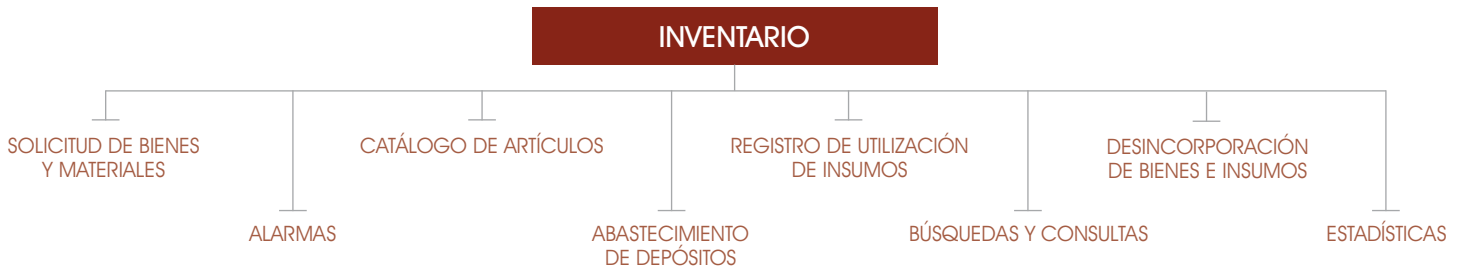 INVENTARIO
SOLICITUD DE BIENES
Y MATERIALES
ALARMAS
CATÁLOGO DE ARTÍCULOS
ABASTECIMIENTO
DE DEPÓSITOS
REGISTRO DE UTILIZACIÓN
DE INSUMOS
BÚSQUEDAS Y CONSULTAS
DESINCORPORACIÓN
DE BIENES E INSUMOS
ESTADÍSTICAS